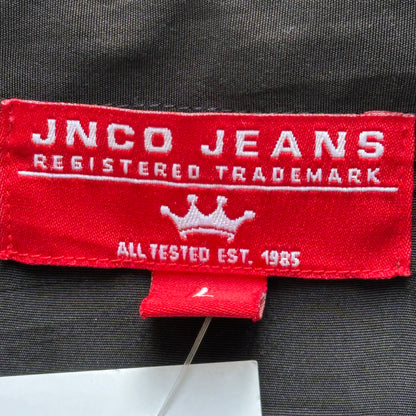 JNCO JEANS
REGISTERED TRADEMARK
ALL TESTED EST. 1985